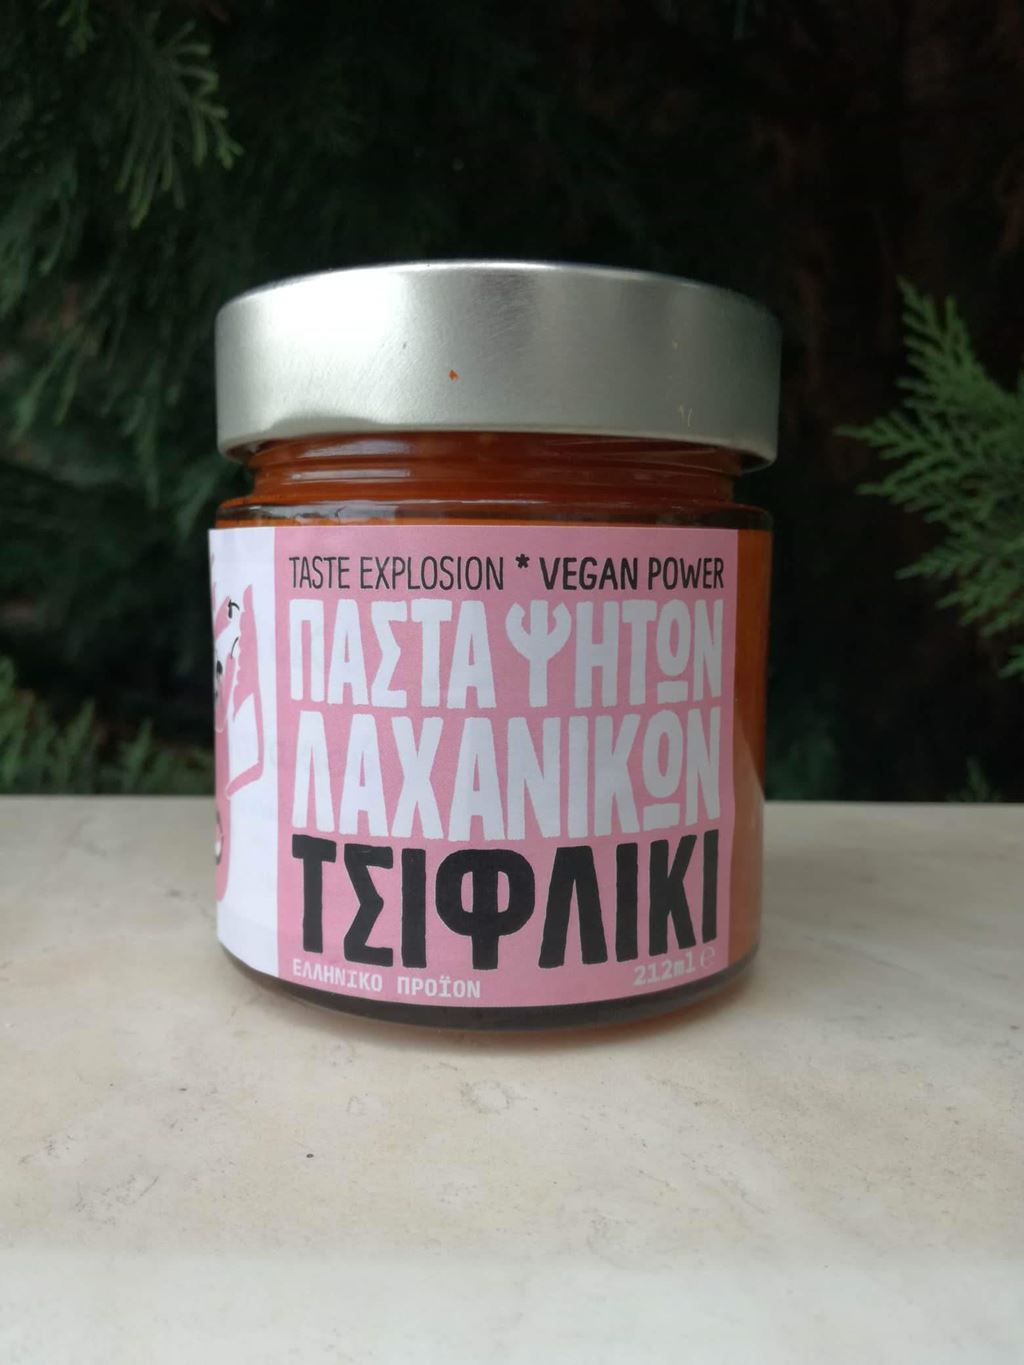 TASTE EXPLOSION * VEGAN POWER
ΠΑΣΤΑ ΨΗΤΩΝ
ΛΑΧΑΝΙΚΩΝ
ΤΣΙΦΛΙΚΙ
ΕΛΛΗΝΙΚΟ ΠΡΟΪΟΝ 212ml ℮